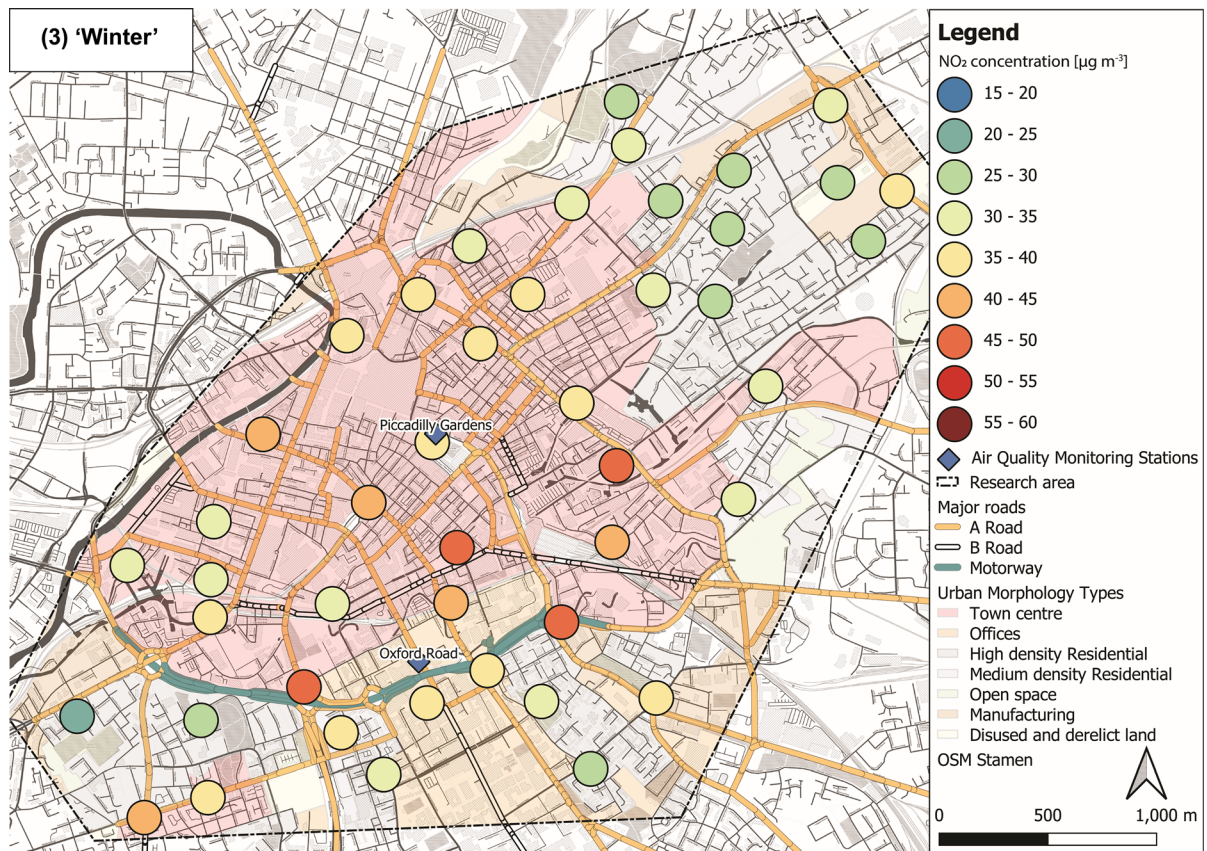 (3) ‘Winter’
Piccadilly Gardens
Oxford Road
Legend
NO₂ concentration [µg m⁻³]
15 - 20
20 - 25
25 - 30
30 - 35
35 - 40
40 - 45
45 - 50
50 - 55
55 - 60
Air Quality Monitoring Stations
Research area
Major roads
A Road
B Road
Motorway
Urban Morphology Types
Town centre
Offices
High density Residential
Medium density Residential
Open space
Manufacturing
Disused and derelict land
OSM Stamen
0 500 1,000 m